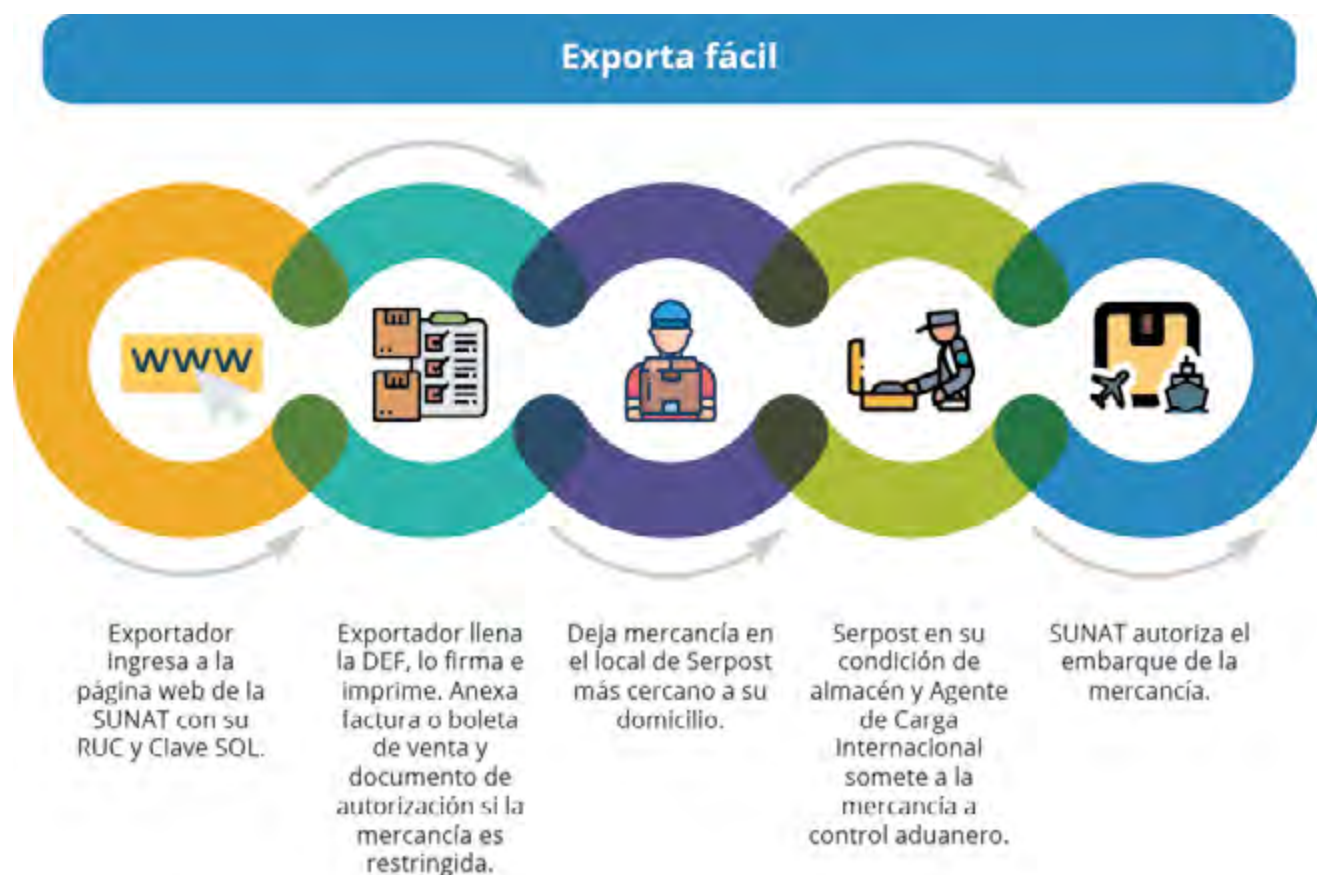 Exporta fácil
WWW
Exportador
ingresa a la
página web de la
SUNAT con su
RUC y Clave SOL.
Exportador llena
la DEF, lo firma e
imprime. Anexa
factura o boleta
de venta y
documento de
autorización si la
mercancía es
restringida.
Deja mercancía en
el local de Serpost
más cercano a su
domicilio.
Serpost en su
condición de
almacén y Agente
de Carga
Internacional
somete a la
mercancía a
control aduanero.
SUNAT autoriza el
embarque de la
mercancía.